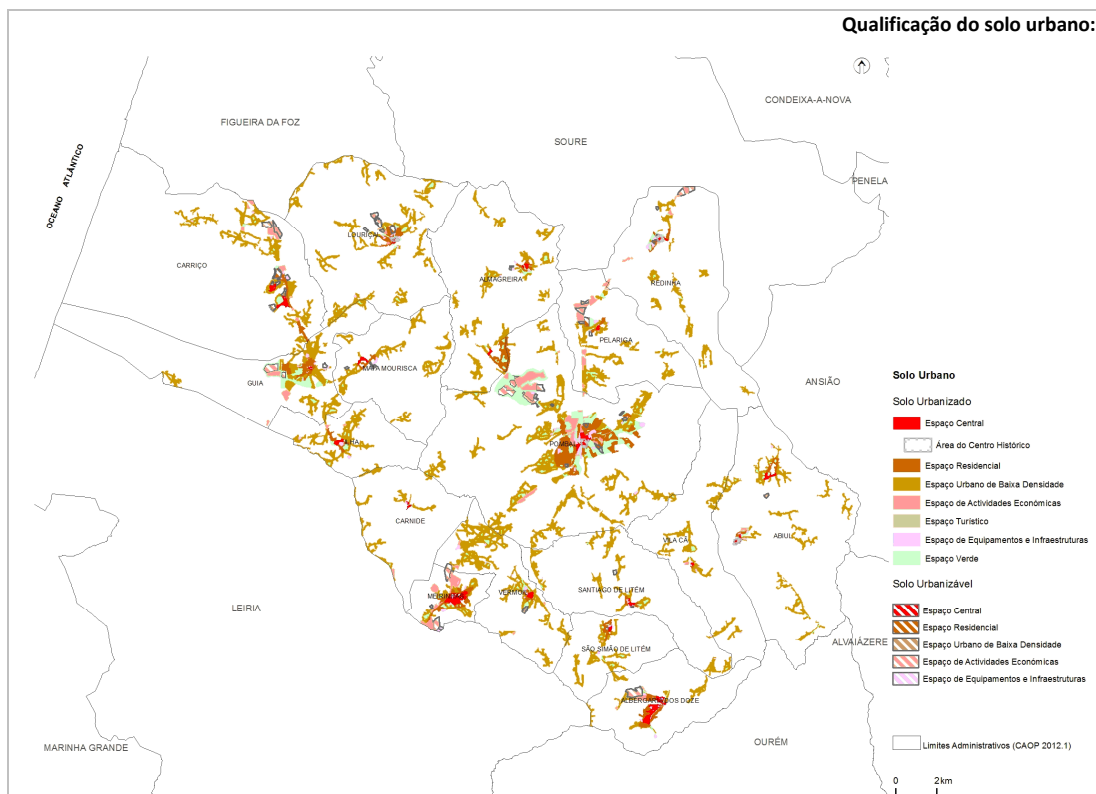 Qualificação do solo urbano:
CONDEIXA-A-NOVA
FIGUEIRA DA FOZ
SOURE
PENELA
OCEANO ATLÂNTICO
LOURIÇAL
CARRIÇO
ALMAGREIRA
REDINHA
PELARIGA
MATA MOURISCA
GUIA
ANSIÃO
ILHA
POMBAL
CARNIDE
ABIUL
VILA CÃ
SANTIAGO DE LITÉM
VERMOIL
MEIRINHAS
LEIRIA
ALVAIÁZERE
SÃO SIMÃO DE LITÉM
ALBERGARIA DOS DOZE
OURÉM
MARINHA GRANDE
Solo Urbano
Solo Urbanizado
Espaço Central
Área do Centro Histórico
Espaço Residencial
Espaço Urbano de Baixa Densidade
Espaço de Actividades Económicas
Espaço Turístico
Espaço de Equipamentos e Infraestruturas
Espaço Verde
Solo Urbanizável
Espaço Central
Espaço Residencial
Espaço Urbano de Baixa Densidade
Espaço de Actividades Económicas
Espaço de Equipamentos e Infraestruturas
Limites Administrativos (CAOP 2012.1)
0 2km